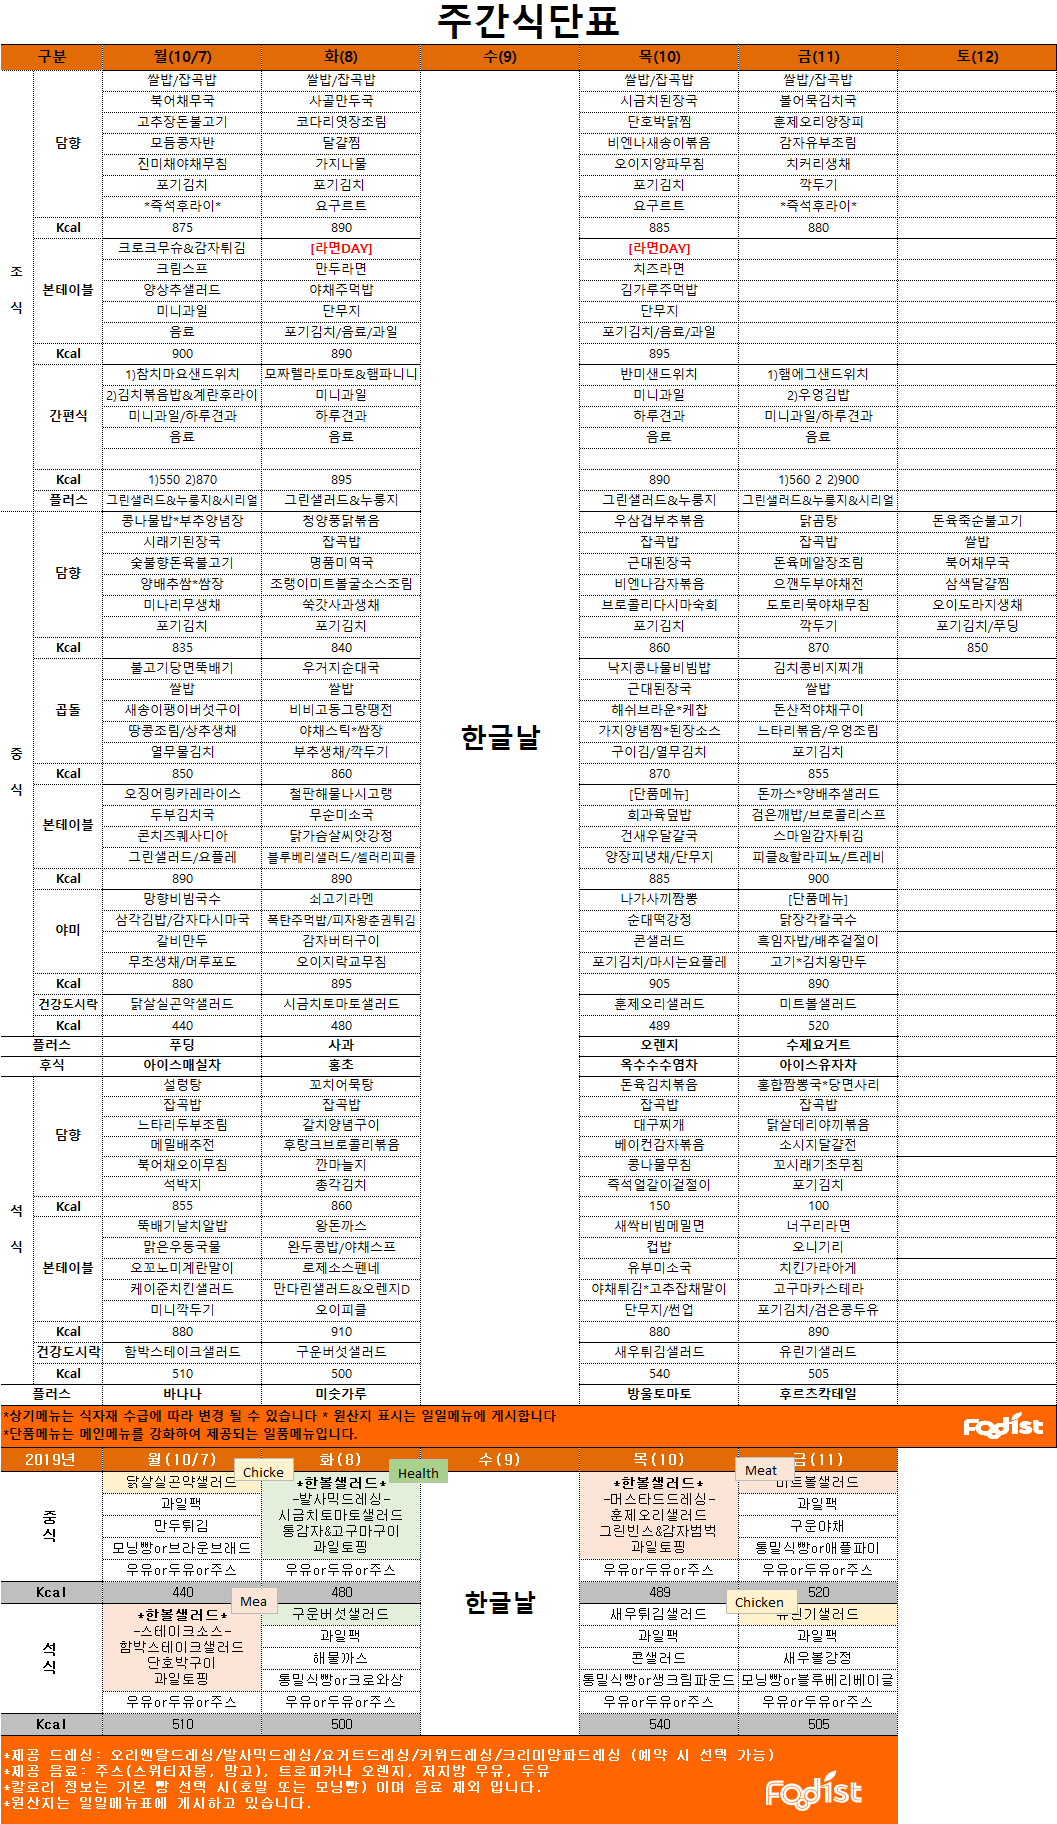 주간식단표
구분 월(10/7) 화(8) 수(9) 목(10) 금(11) 토(12)
조식
담향
쌀밥/잡곡밥 쌀밥/잡곡밥 쌀밥/잡곡밥 쌀밥/잡곡밥
북어채무국 사골만두국 시금치된장국 볼어묵김치국
고추장돈불고기 코다리엿장조림 단호박닭찜 훈제오리양장피
모듬콩자반 달걀찜 비엔나새송이볶음 감자유부조림
진미채야채무침 가지나물 오이지양파무침 치커리생채
포기김치 포기김치 포기김치 깍두기
*즉석후라이* 요구르트 요구르트 *즉석후라이*
Kcal 875 890 885 880
본테이블
크로크무슈&감자튀김 [라면DAY] [라면DAY]
크림스프 만두라면 치즈라면
양상추샐러드 야채주먹밥 김가루주먹밥
미니과일 단무지 단무지
음료 포기김치/음료/과일 포기김치/음료/과일
Kcal 900 890 895
간편식
1)참치마요샌드위치 모짜렐라토마토&햄파니니 반미샌드위치 1)햄에그샌드위치
2)김치볶음밥&계란후라이 미니과일 미니과일 2)우엉김밥
미니과일/하루견과 하루견과 하루견과 미니과일/하루견과
음료 음료 음료 음료
Kcal 1)550 2)870 895 890 1)560 2 2)900
플러스 그린샐러드&누룽지&시리얼 그린샐러드&누룽지 그린샐러드&누룽지 그린샐러드&누룽지&시리얼
중식
한글날
담향
콩나물밥*부추양념장 청양풍닭볶음 우삼겹부추볶음 닭곰탕 돈육죽순불고기
시래기된장국 잡곡밥 잡곡밥 잡곡밥 쌀밥
숯불향돈육불고기 명품미역국 근대된장국 돈육메알장조림 북어채무국
양배추쌈*쌈장 조랭이미트볼굴소스조림 비엔나감자볶음 으깬두부야채전 삼색달걀찜
미나리무생채 쑥갓사과생채 브로콜리다시마숙회 도토리묵야채무침 오이도라지생채
포기김치 포기김치 포기김치 깍두기 포기김치/푸딩
Kcal 835 840 860 870 850
곱돌
불고기당면뚝배기 우거지순대국 낙지콩나물비빔밥 김치콩비지찌개
쌀밥 쌀밥 근대된장국 쌀밥
새송이팽이버섯구이 비비고동그랑땡전 해쉬브라운*케찹 돈산적야채구이
땅콩조림/상추생채 야채스틱*쌈장 가지양념찜*된장소스 느타리볶음/우엉조림
열무물김치 부추생채/깍두기 구이김/열무김치 포기김치
Kcal 850 860 870 855
본테이블
오징어링카레라이스 철판해물나시고랭 [단품메뉴] 돈까스*양배추샐러드
두부김치국 무순미소국 회과육덮밥 검은깨밥/브로콜리스프
콘치즈퀘사디아 닭가슴살씨앗강정 건새우달걀국 스마일감자튀김
그린샐러드/요플레 블루베리샐러드/셀러리피클 양장피냉채/단무지 피클&할라피뇨/트레비
Kcal 890 890 885 900
야미
망향비빔국수 쇠고기라멘 나가사끼짬뽕 [단품메뉴]
삼각김밥/감자다시마국 폭탄주먹밥/피자왕춘권튀김 순대떡강정 닭장각칼국수
갈비만두 감자버터구이 콘샐러드 흑임자밥/배추겉절이
무초생채/머루포도 오이지락교무침 포기김치/마시는요플레 고기*김치왕만두
Kcal 880 895 905 890
건강도시락 닭살실곤약샐러드 시금치토마토샐러드 훈제오리샐러드 미트볼샐러드
Kcal 440 480 489 520
플러스 푸딩 사과 오렌지 수제요거트
후식 아이스매실차 홍초 옥수수수염차 아이스유자차
석식
담향
설렁탕 꼬치어묵탕 돈육김치볶음 홍합짬뽕국*당면사리
잡곡밥 잡곡밥 잡곡밥 잡곡밥
느타리두부조림 갈치양념구이 대구찌개 닭살데리야끼볶음
메밀배추전 후랑크브로콜리볶음 베이컨감자볶음 소시지달걀전
북어채오이무침 깐마늘지 콩나물무침 꼬시래기초무침
석박지 총각김치 즉석얼갈이겉절이 포기김치
Kcal 855 860 150 100
본테이블
뚝배기날치알밥 왕돈까스 새싹비빔메밀면 너구리라면
맑은우동국물 완두콩밥/야채스프 컵밥 오니기리
오꼬노미계란말이 로제소스펜네 유부미소국 치킨가라아게
케이준치킨샐러드 만다린샐러드&오렌지D 야채튀김*고추잡채말이 고구마카스테라
미니깍두기 오이피클 단무지/썬업 포기김치/검은콩두유
Kcal 880 910 880 890
건강도시락 함박스테이크샐러드 구운버섯샐러드 새우튀김샐러드 유린기샐러드
Kcal 510 500 540 505
플러스 바나나 미숫가루 방울토마토 후르츠칵테일
*상기메뉴는 식자재 수급에 따라 변경 될 수 있습니다 * 원산지 표시는 일일메뉴에 게시합니다
*단품메뉴는 메인메뉴를 강화하여 제공되는 일품메뉴입니다.
Fodist
2019년 월(10/7) 화(8) 수(9) 목(10) 금(11)
Chicke Health Meat
중식
닭살실곤약샐러드 *한볼샐러드* *한볼샐러드* 미트볼샐러드
과일팩 -발사믹드레싱- -머스타드드레싱- 과일팩
만두튀김 시금치토마토샐러드 훈제오리샐러드 구운야채
모닝빵or브라운브래드 통감자&고구마구이 그린빈스&감자범벅 통밀식빵or애플파이
과일토핑 과일토핑
우유or두유or주스 우유or두유or주스 우유or두유or주스 우유or두유or주스
Kcal 440 480 489 520
한글날
Mea Chicken
석식
*한볼샐러드* 구운버섯샐러드 새우튀김샐러드 유린기샐러드
-스테이크소스- 과일팩 과일팩 과일팩
함박스테이크샐러드 해물까스 콘샐러드 새우볼강정
단호박구이 통밀식빵or크로와상 통밀식빵or생크림파운드 모닝빵or블루베리베이글
과일토핑
우유or두유or주스 우유or두유or주스 우유or두유or주스 우유or두유or주스
Kcal 510 500 540 505
*제공 드레싱: 오리엔탈드레싱/발사믹드레싱/요거트드레싱/키위드레싱/크리미양파드레싱 (예약 시 선택 가능)
*제공 음료: 주스(스위티자몽, 망고), 트로피카나 오렌지, 저지방 우유, 두유
*칼로리 정보는 기본 빵 선택 시(호밀 또는 모닝빵) 이며 음료 제외 입니다.
*원산지는 일일메뉴표에 게시하고 있습니다.
Fodist